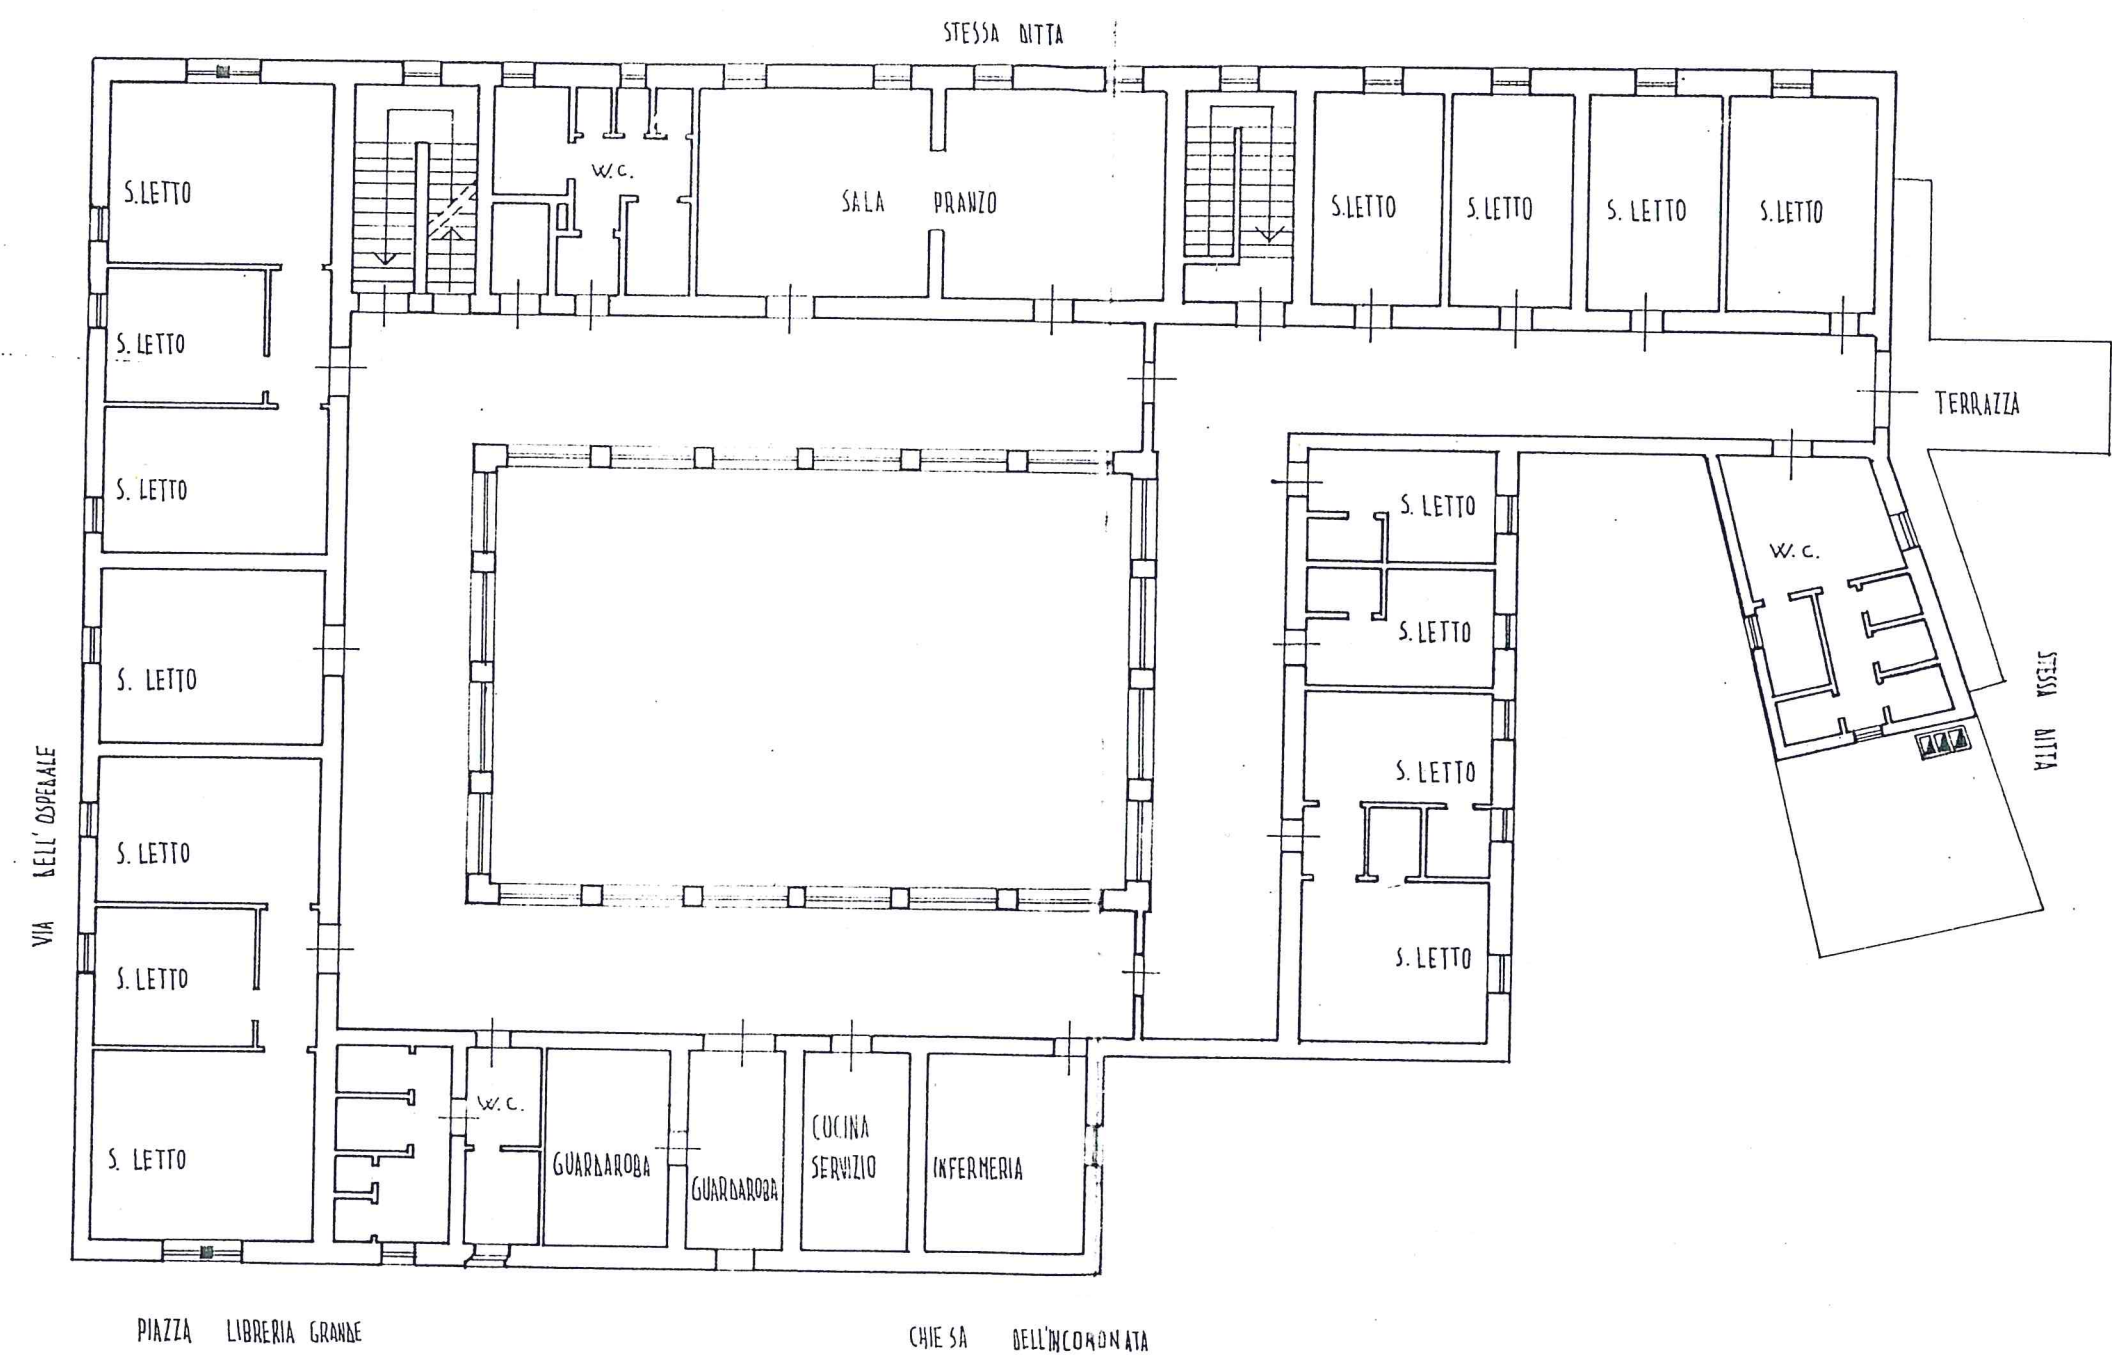 STESSA DITTA
S.LETTO
W.C.
SALA PRANZO
S.LETTO
S.LETTO
S. LETTO
S.LETTO
S. LETTO
TERRAZZA
S. LETTO
S. LETTO
W.C.
S. LETTO
STESSA DITTA
S. LETTO
S. LETTO
VIA DELL'OSPEDALE
S. LETTO
S. LETTO
S. LETTO
W.C.
CUCINA
SERVIZIO
S. LETTO
GUARDAROBA
GUARDAROBA
INFERMERIA
PIAZZA LIBRERIA GRANDE
CHIESA DELL'INCORONATA